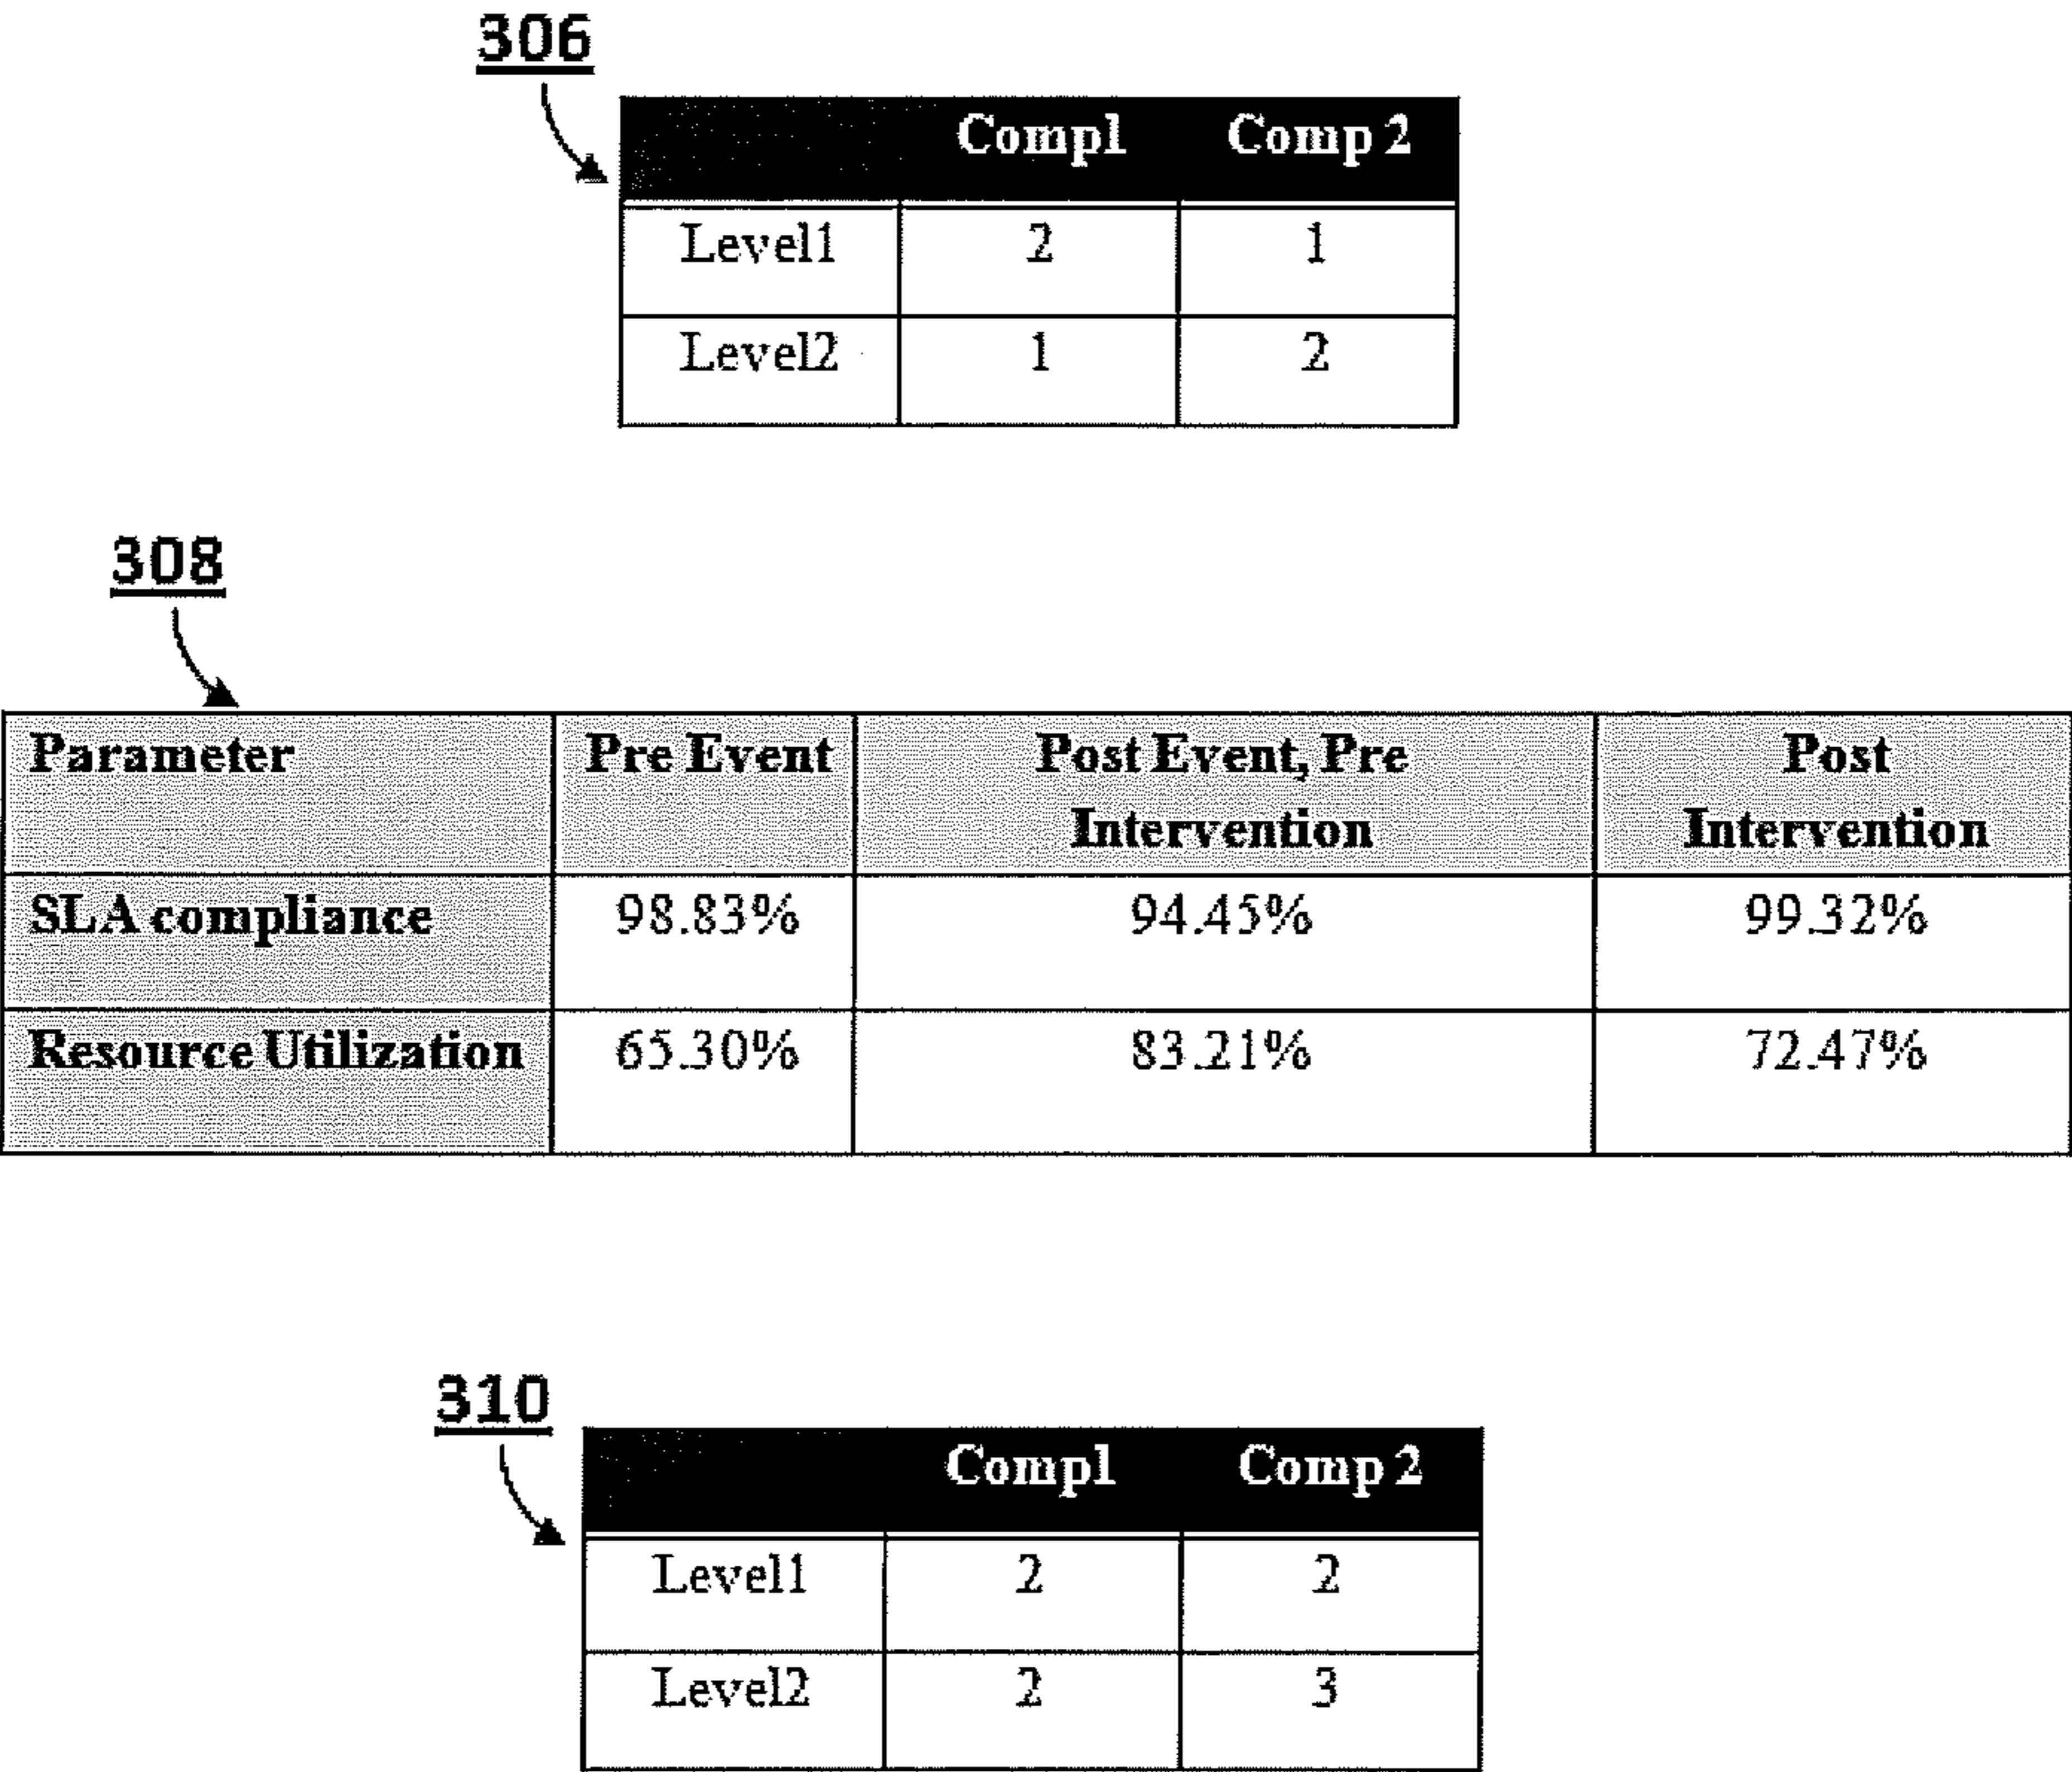 306
Comp1 Comp 2
Level1 2 1
Level2 1 2
308
Parameter Pre Event Post Event, Pre Post
Intervention Intervention
SLA compliance 98.83% 94.45% 99.32%
Resource Utilization 65.30% 83.21% 72.47%
310
Comp1 Comp 2
Level1 2 2
Level2 2 3